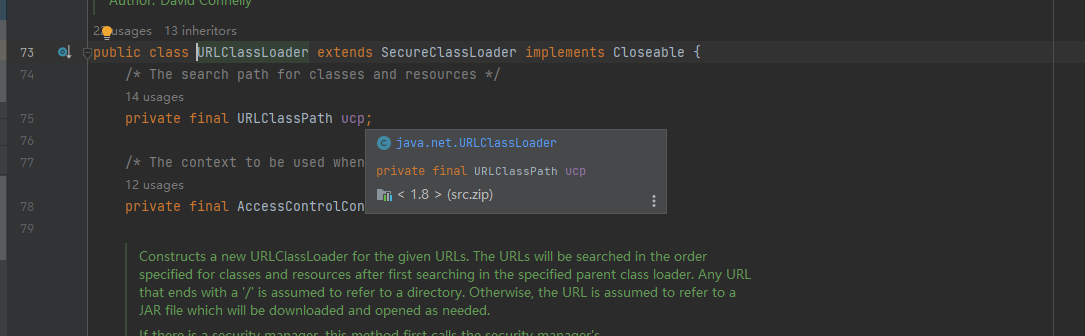 Author: David Connelly
usages 13 inheritors
73 public class URLClassLoader extends SecureClassLoader implements Closeable {
74 /* The search path for classes and resources */
14 usages
75 private final URLClassPath ucp;
76
77 /* The context to be used when
12 usages
78 private final AccessControlCon
79
java.net.URLClassLoader
private final URLClassPath ucp
< 1.8 > (src.zip)
Constructs a new URLClassLoader for the given URLs. The URLs will be searched in the order
specified for classes and resources after first searching in the specified parent class loader. Any URL
that ends with a '/' is assumed to refer to a directory. Otherwise, the URL is assumed to refer to a
JAR file which will be downloaded and opened as needed.
If there is a security manager, this method first calls the security manager's